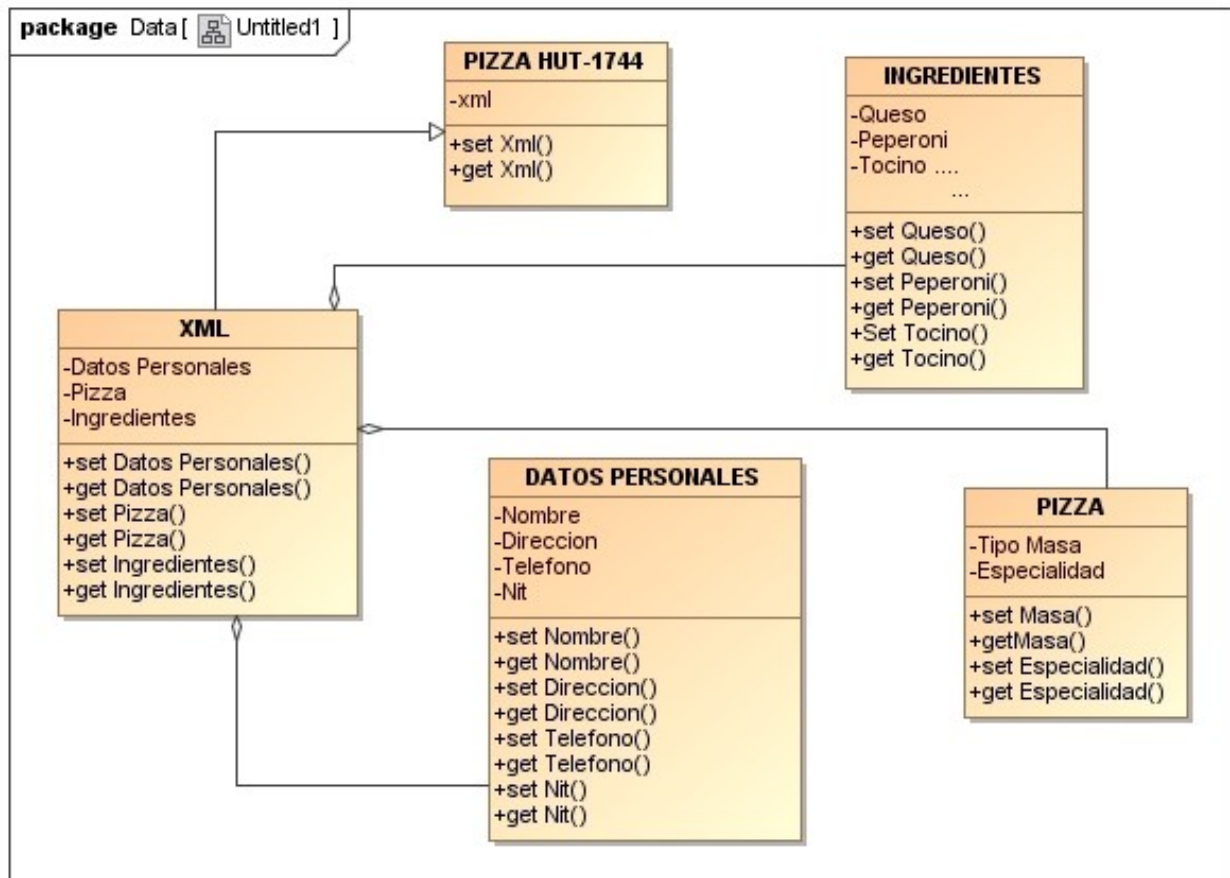 package Data [ Untitled1 ]
PIZZA HUT-1744
-xml
+set Xml()
+get Xml()
INGREDIENTES
-Queso
-Peperoni
-Tocino ....
...
+set Queso()
+get Queso()
+set Peperoni()
+get Peperoni()
+Set Tocino()
+get Tocino()
XML
-Datos Personales
-Pizza
-Ingredientes
+set Datos Personales()
+get Datos Personales()
+set Pizza()
+get Pizza()
+set Ingredientes()
+get Ingredientes()
DATOS PERSONALES
-Nombre
-Direccion
-Telefono
-Nit
+set Nombre()
+get Nombre()
+set Direccion()
+get Direccion()
+set Telefono()
+get Telefono()
+set Nit()
+get Nit()
PIZZA
-Tipo Masa
-Especialidad
+set Masa()
+getMasa()
+set Especialidad()
+get Especialidad()